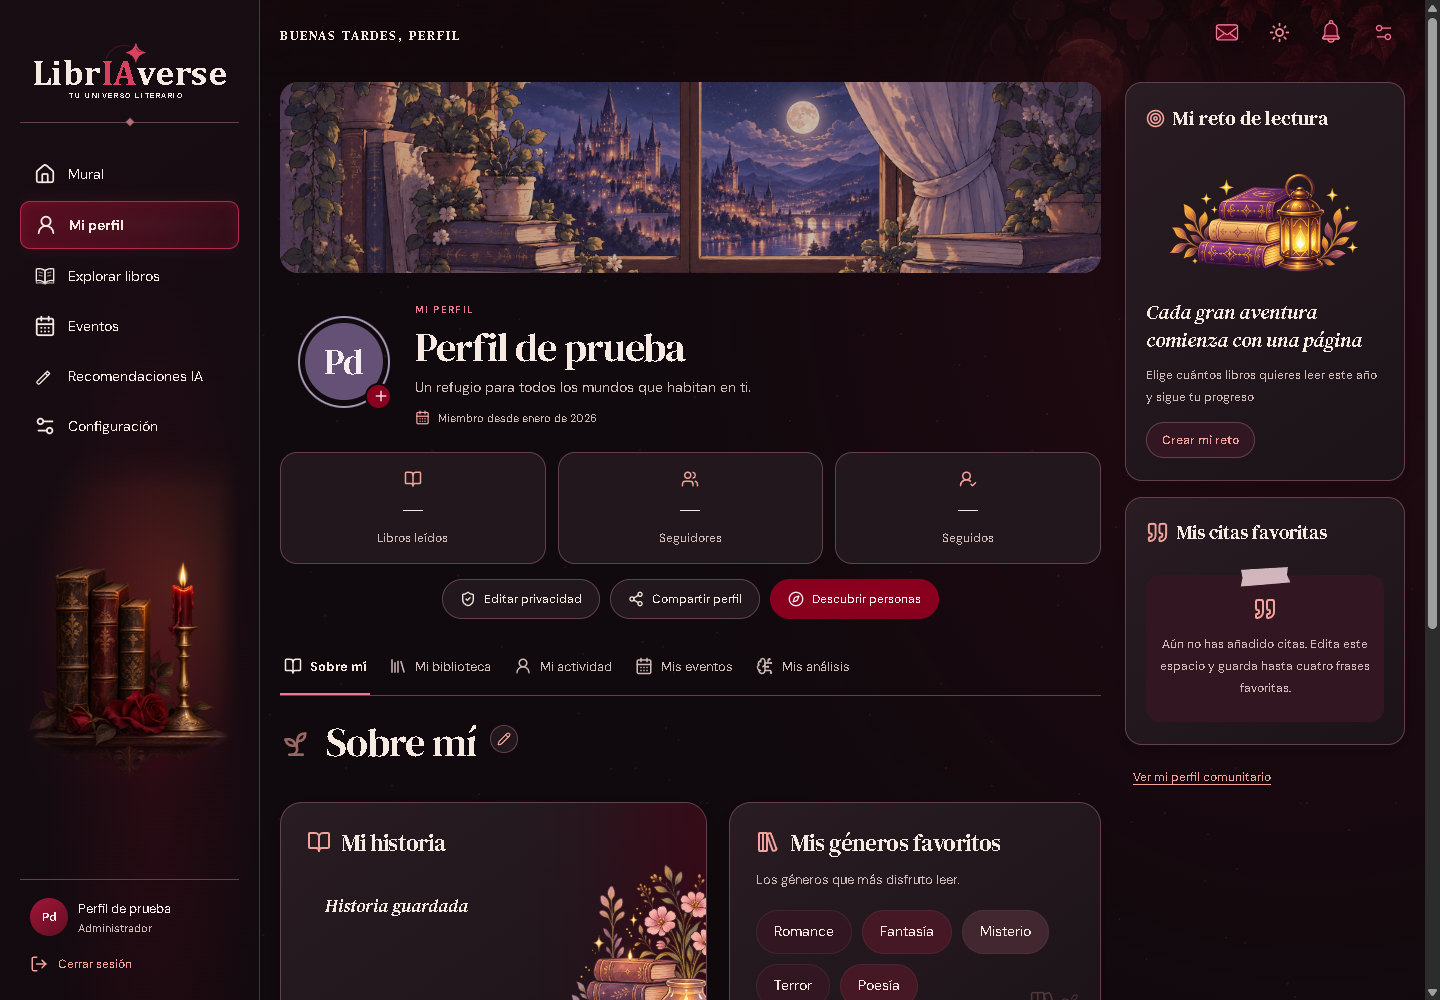 LibrIAverse
TU UNIVERSO LITERARIO
Mural
Mi perfil
Explorar libros
Eventos
Recomendaciones IA
Configuración
Pd
Perfil de prueba
Administrador
Cerrar sesión
BUENAS TARDES, PERFIL
Pd
MI PERFIL
Perfil de prueba
Un refugio para todos los mundos que habitan en ti.
Miembro desde enero de 2026
—
Libros leídos
—
Seguidores
—
Seguidos
Editar privacidad
Compartir perfil
Descubrir personas
Sobre mí
Mi biblioteca
Mi actividad
Mis eventos
Mis análisis
Sobre mí
Mi historia
Historia guardada
Mis géneros favoritos
Los géneros que más disfruto leer.
Romance
Fantasía
Misterio
Terror
Poesía
Mi reto de lectura
Cada gran aventura
comienza con una página
Elige cuántos libros quieres leer este año
y sigue tu progreso
Crear mi reto
Mis citas favoritas
Aún no has añadido citas. Edita este
espacio y guarda hasta cuatro frases
favoritas.
Ver mi perfil comunitario